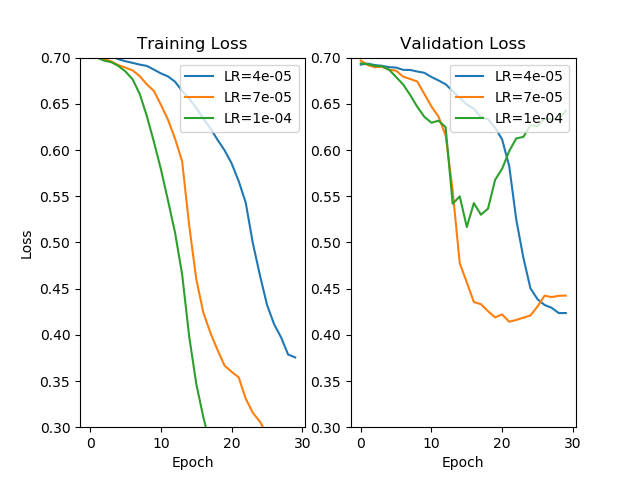 Training Loss
Validation Loss
LR=4e-05
LR=7e-05
LR=1e-04
LR=4e-05
LR=7e-05
LR=1e-04
Loss
0.70
0.65
0.60
0.55
0.50
0.45
0.40
0.35
0.30
0.70
0.65
0.60
0.55
0.50
0.45
0.40
0.35
0.30
0 10 20 30
0 10 20 30
Epoch
Epoch